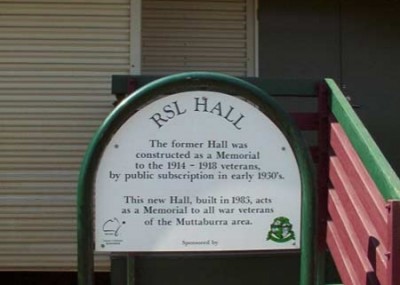 RSL HALL
The former Hall was
constructed as a Memorial
to the 1914 - 1918 veterans,
by public subscription in early 1930's.
This new Hall, built in 1985, acts
as a Memorial to all war veterans
of the Muttaburra area.
Sponsored by